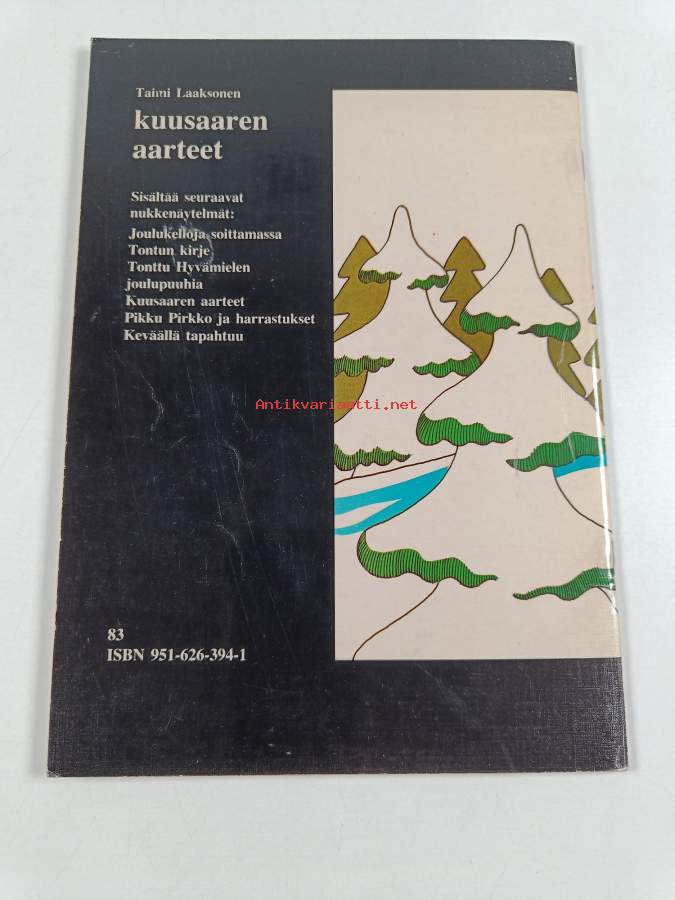 Taimi Laaksonen
kuusaaren
aarteet
Sisältää seuraavat
nukkenäytelmät:
Joulukelloja soittamassa
Tontun kirje
Tonttu Hyvämielen
joulupuuhia
Kuusaaren aarteet
Pikku Pirkko ja harrastukset
Keväällä tapahtuu
Antikvariaatti.net
83
ISBN 951-626-394-1